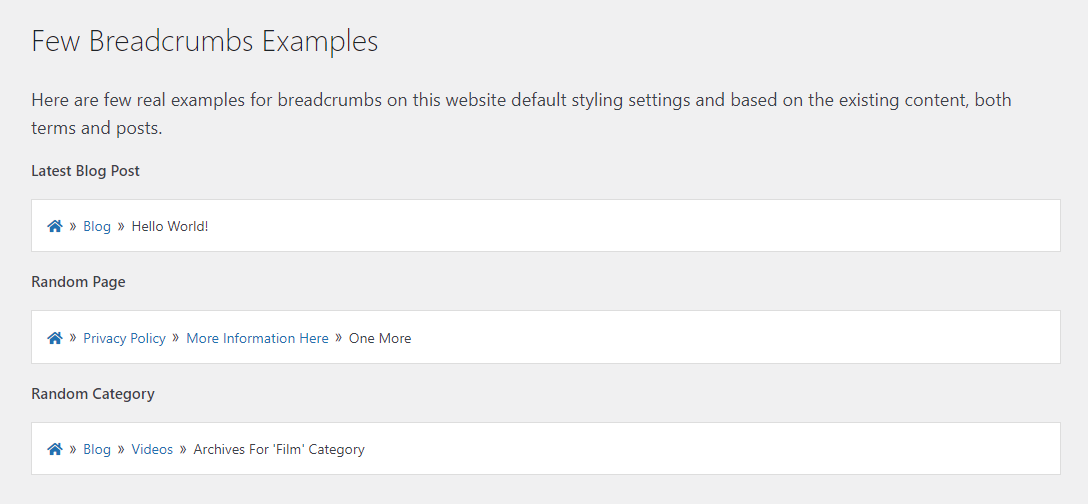 Few Breadcrumbs Examples
Here are few real examples for breadcrumbs on this website default styling settings and based on the existing content, both
terms and posts.
Latest Blog Post
» Blog » Hello World!
Random Page
» Privacy Policy » More Information Here » One More
Random Category
» Blog » Videos » Archives For 'Film' Category